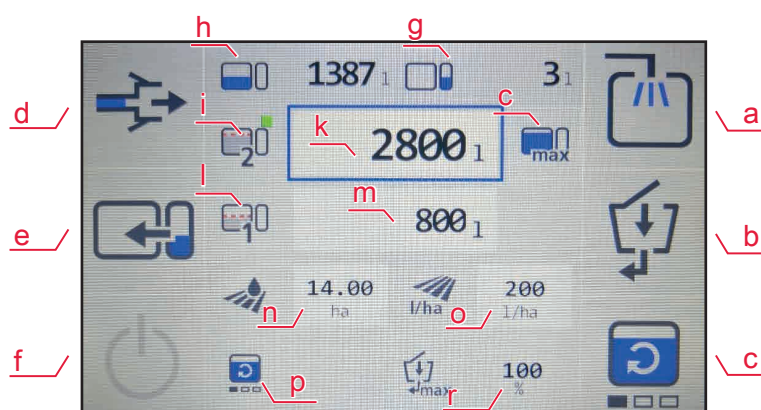 h g
1387 l 3 l
d i k c a
2 2800 l max
l m
1 800 l
e b
14.00 200
ha l/ha l/ha
n o
f p r c
max 100
%